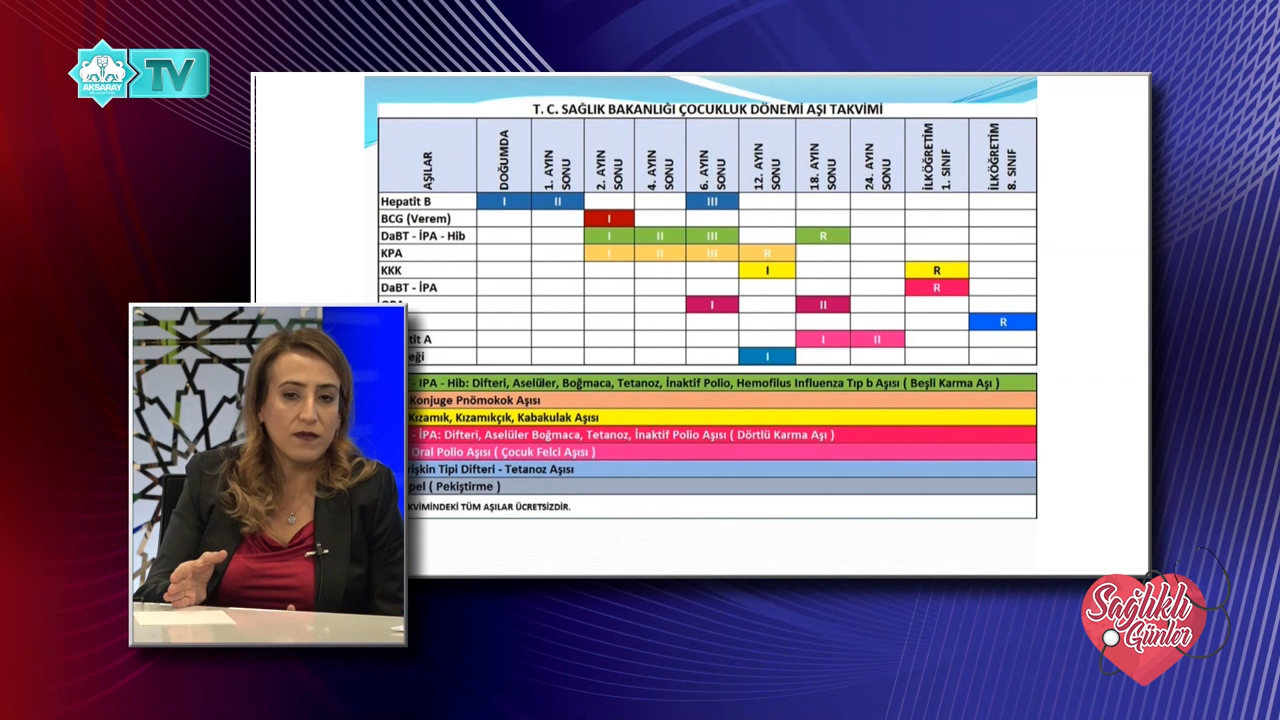 AKSARAY
TV
T. C. SAĞLIK BAKANLIĞI ÇOCUKLUK DÖNEMİ AŞI TAKVİMİ
AŞILAR
DOĞUMDA
1. AYIN SONU
2. AYIN SONU
4. AYIN SONU
6. AYIN SONU
12. AYIN SONU
18. AYIN SONU
24. AYIN SONU
İLKÖĞRETİM 1. SINIF
İLKÖĞRETİM 8. SINIF
Hepatit B I II III
BCG (Verem) I
DaBT - İPA - Hib I II III R
KPA I II III R
KKK I R
DaBT - İPA R
I II
R
tit A I II
eği I
- IPA - Hib: Difteri, Aselüler, Boğmaca, Tetanoz, İnaktif Polio, Hemofilus Influenza Tıp b Aşısı ( Beşli Karma Aşı )
Konjuge Pnömokok Aşısı
Kızamık, Kızamıkçık, Kabakulak Aşısı
- İPA: Difteri, Aselüler Boğmaca, Tetanoz, İnaktif Polio Aşısı ( Dörtlü Karma Aşı )
Oral Polio Aşısı ( Çocuk Felci Aşısı )
rişkin Tipi Difteri - Tetanoz Aşısı
pel ( Pekiştirme )
KVİMİNDEKİ TÜM AŞILAR ÜCRETSİZDİR.
Sağlıklı
Günler